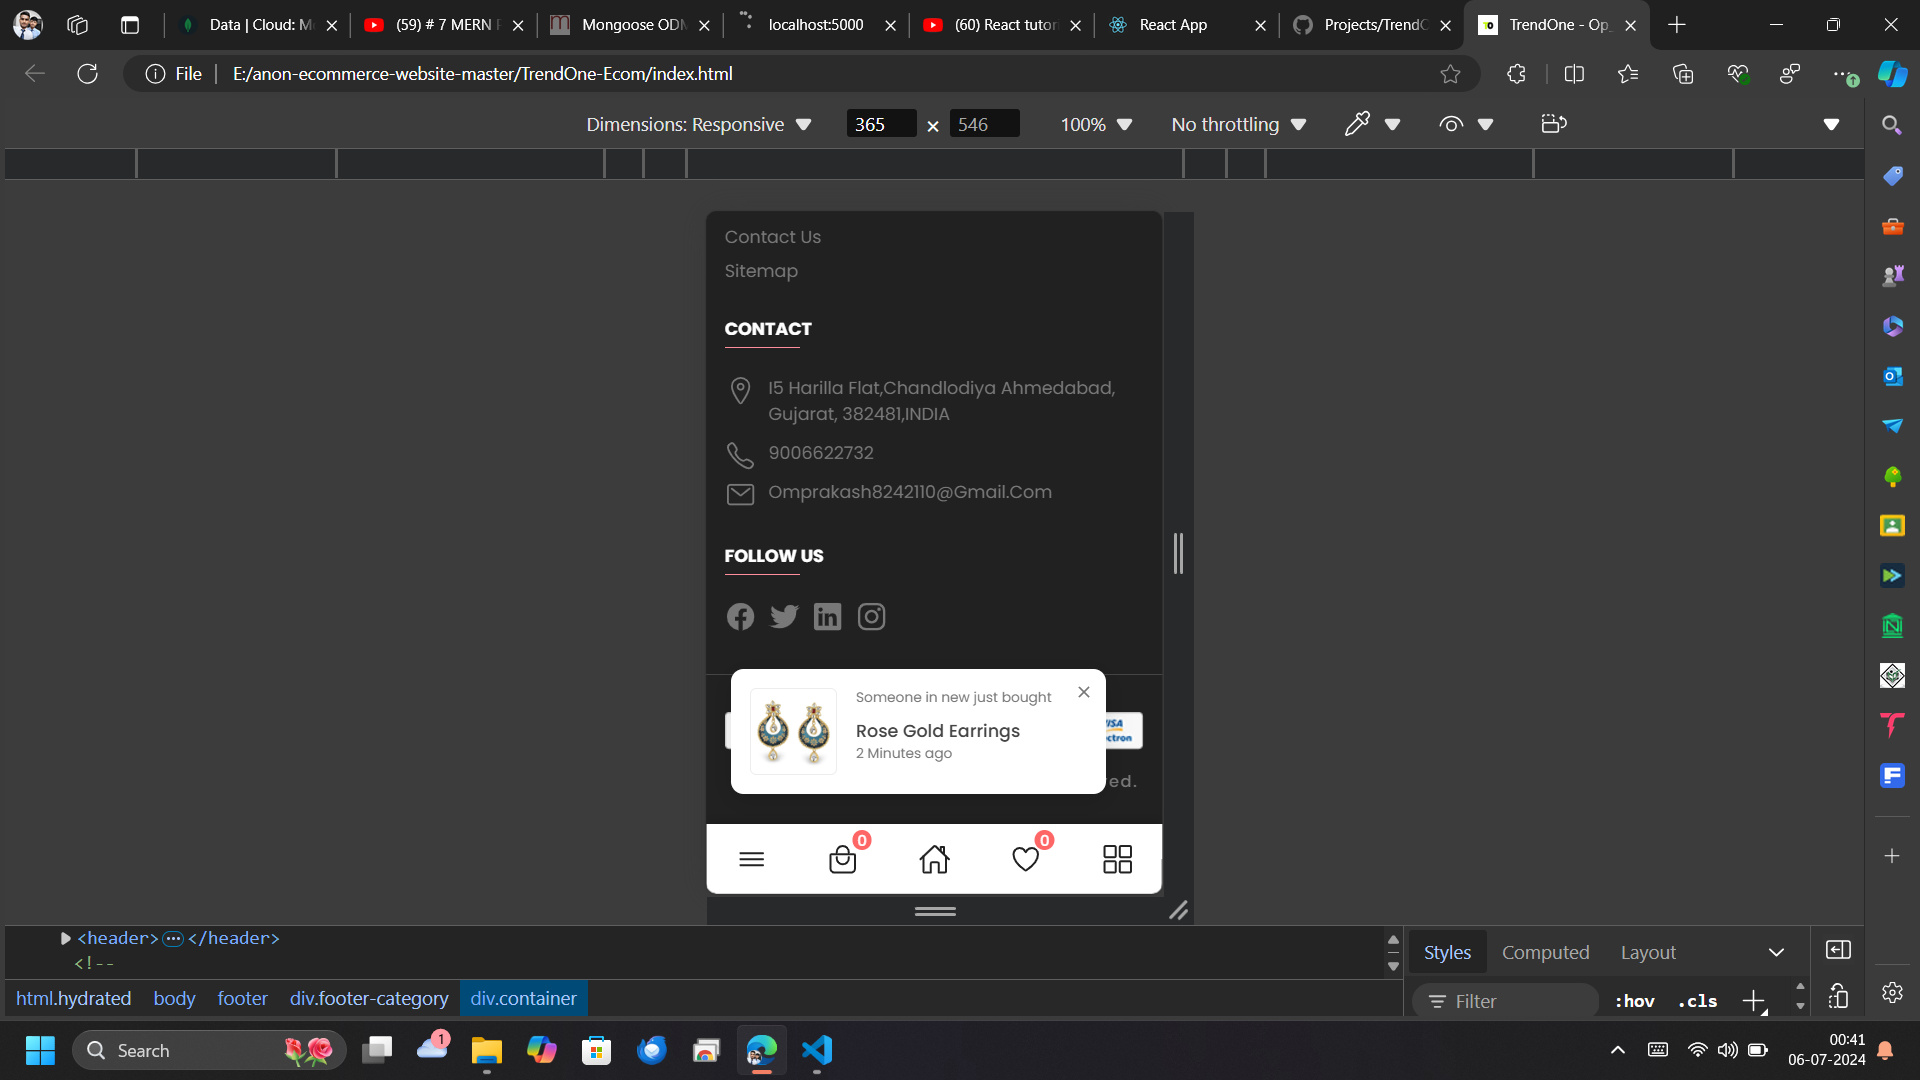 Data | Cloud: M
(59) # 7 MERN
Mongoose ODM
localhost:5000
(60) React tutor
React App
Projects/TrendO
TrendOne - Op
File
E:/anon-ecommerce-website-master/TrendOne-Ecom/index.html
Dimensions: Responsive
365
×
546
100%
No throttling
Contact Us
Sitemap
CONTACT
I5 Harilla Flat,Chandlodiya Ahmedabad,
Gujarat, 382481,INDIA
9006622732
Omprakash8242110@Gmail.Com
FOLLOW US
Someone in new just bought
Rose Gold Earrings
2 Minutes ago
VISA
ectron
ed.
0
0
<header>
</header>
<!--
html.hydrated
body
footer
div.footer-category
div.container
Styles
Computed
Layout
Filter
:hov
.cls
Search
1
00:41
06-07-2024